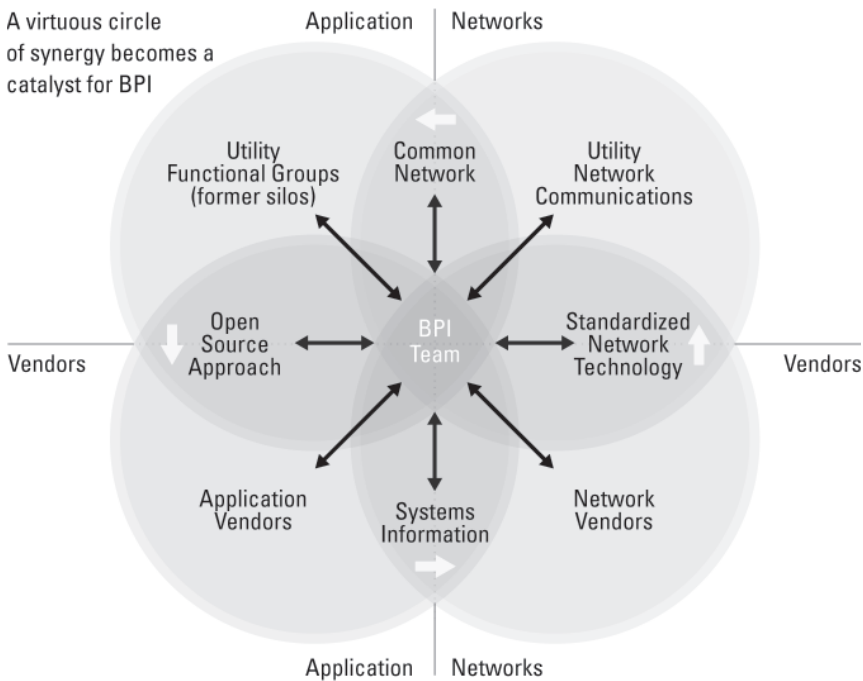 A virtuous circle
of synergy becomes a
catalyst for BPI
Application
Networks
Utility
Functional Groups
(former silos)
Common
Network
Utility
Network
Communications
Open
Source
Approach
BPI
Team
Standardized
Network
Technology
Vendors
Vendors
Application
Vendors
Systems
Information
Network
Vendors
Application
Networks